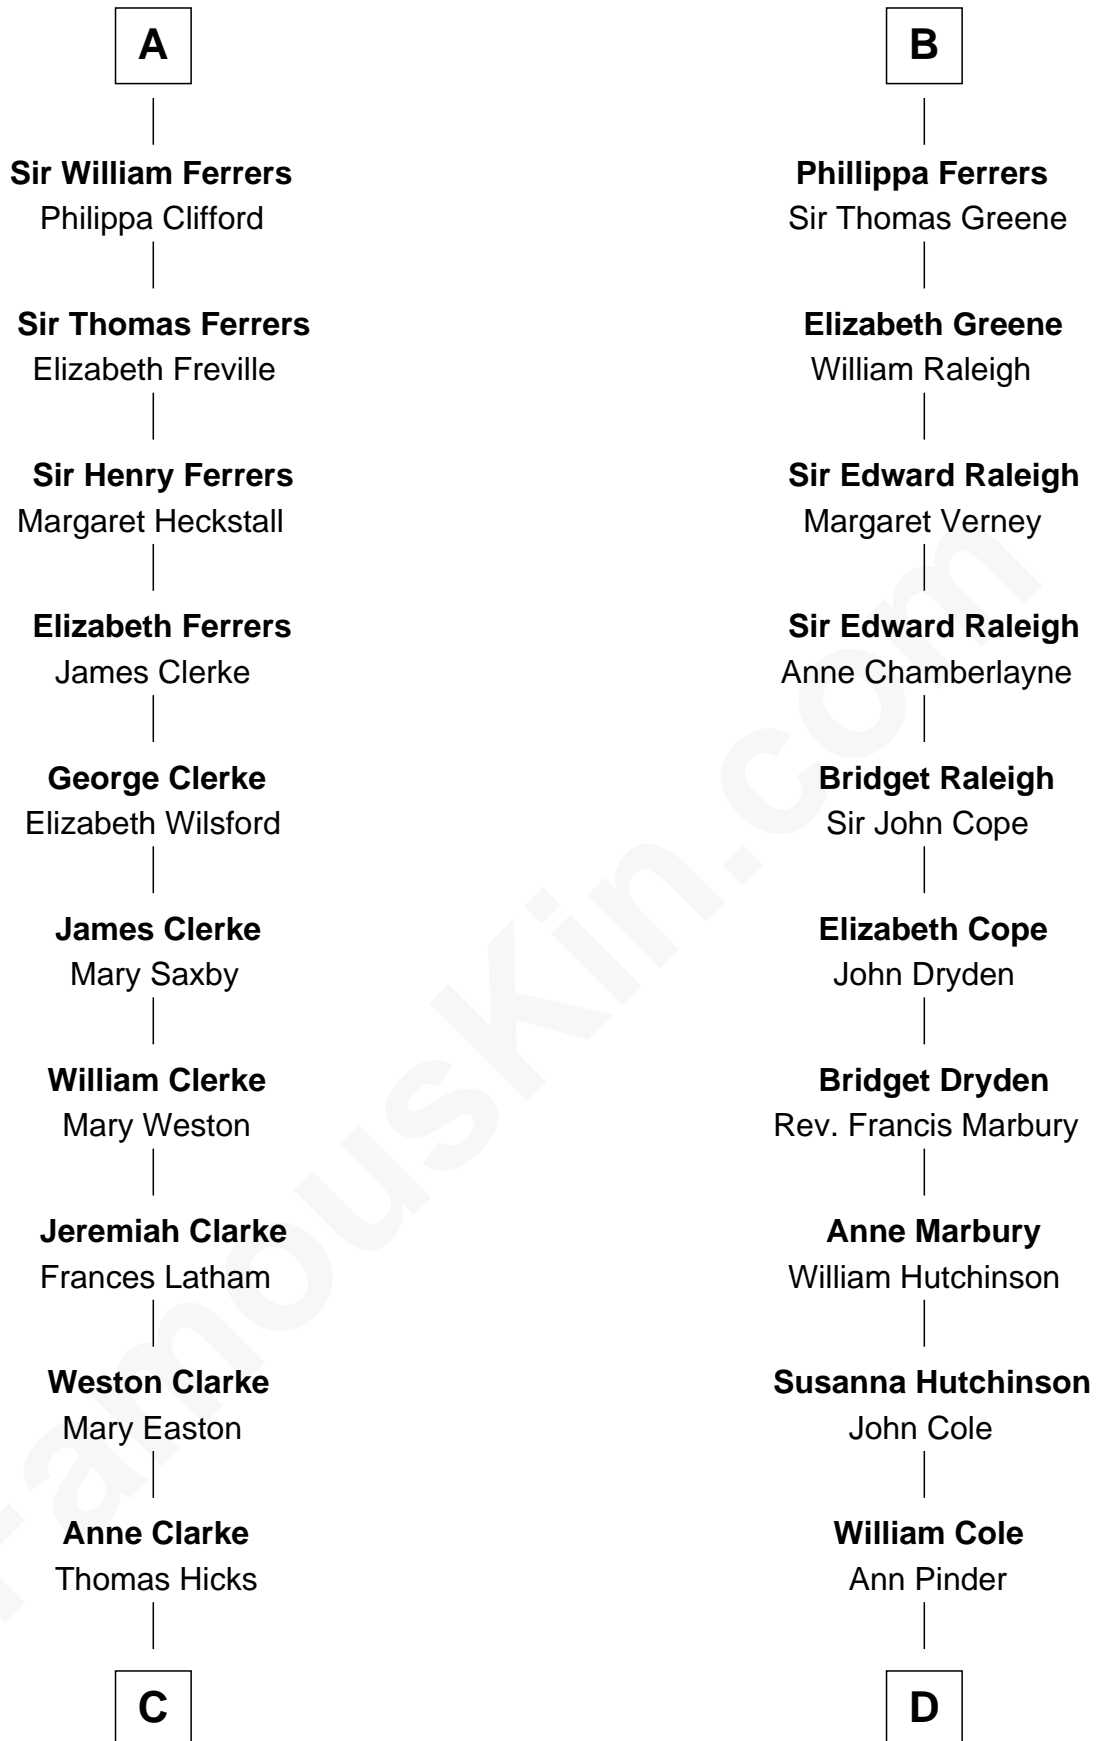 A
Sir William Ferrers
Philippa Clifford
Sir Thomas Ferrers
Elizabeth Freville
Sir Henry Ferrers
Margaret Heckstall
Elizabeth Ferrers
James Clerke
George Clerke
Elizabeth Wilsford
James Clerke
Mary Saxby
William Clerke
Mary Weston
Jeremiah Clarke
Frances Latham
Weston Clarke
Mary Easton
Anne Clarke
Thomas Hicks
C
B
Phillippa Ferrers
Sir Thomas Greene
Elizabeth Greene
William Raleigh
Sir Edward Raleigh
Margaret Verney
Sir Edward Raleigh
Anne Chamberlayne
Bridget Raleigh
Sir John Cope
Elizabeth Cope
John Dryden
Bridget Dryden
Rev. Francis Marbury
Anne Marbury
William Hutchinson
Susanna Hutchinson
John Cole
William Cole
Ann Pinder
D
FamousKin.com